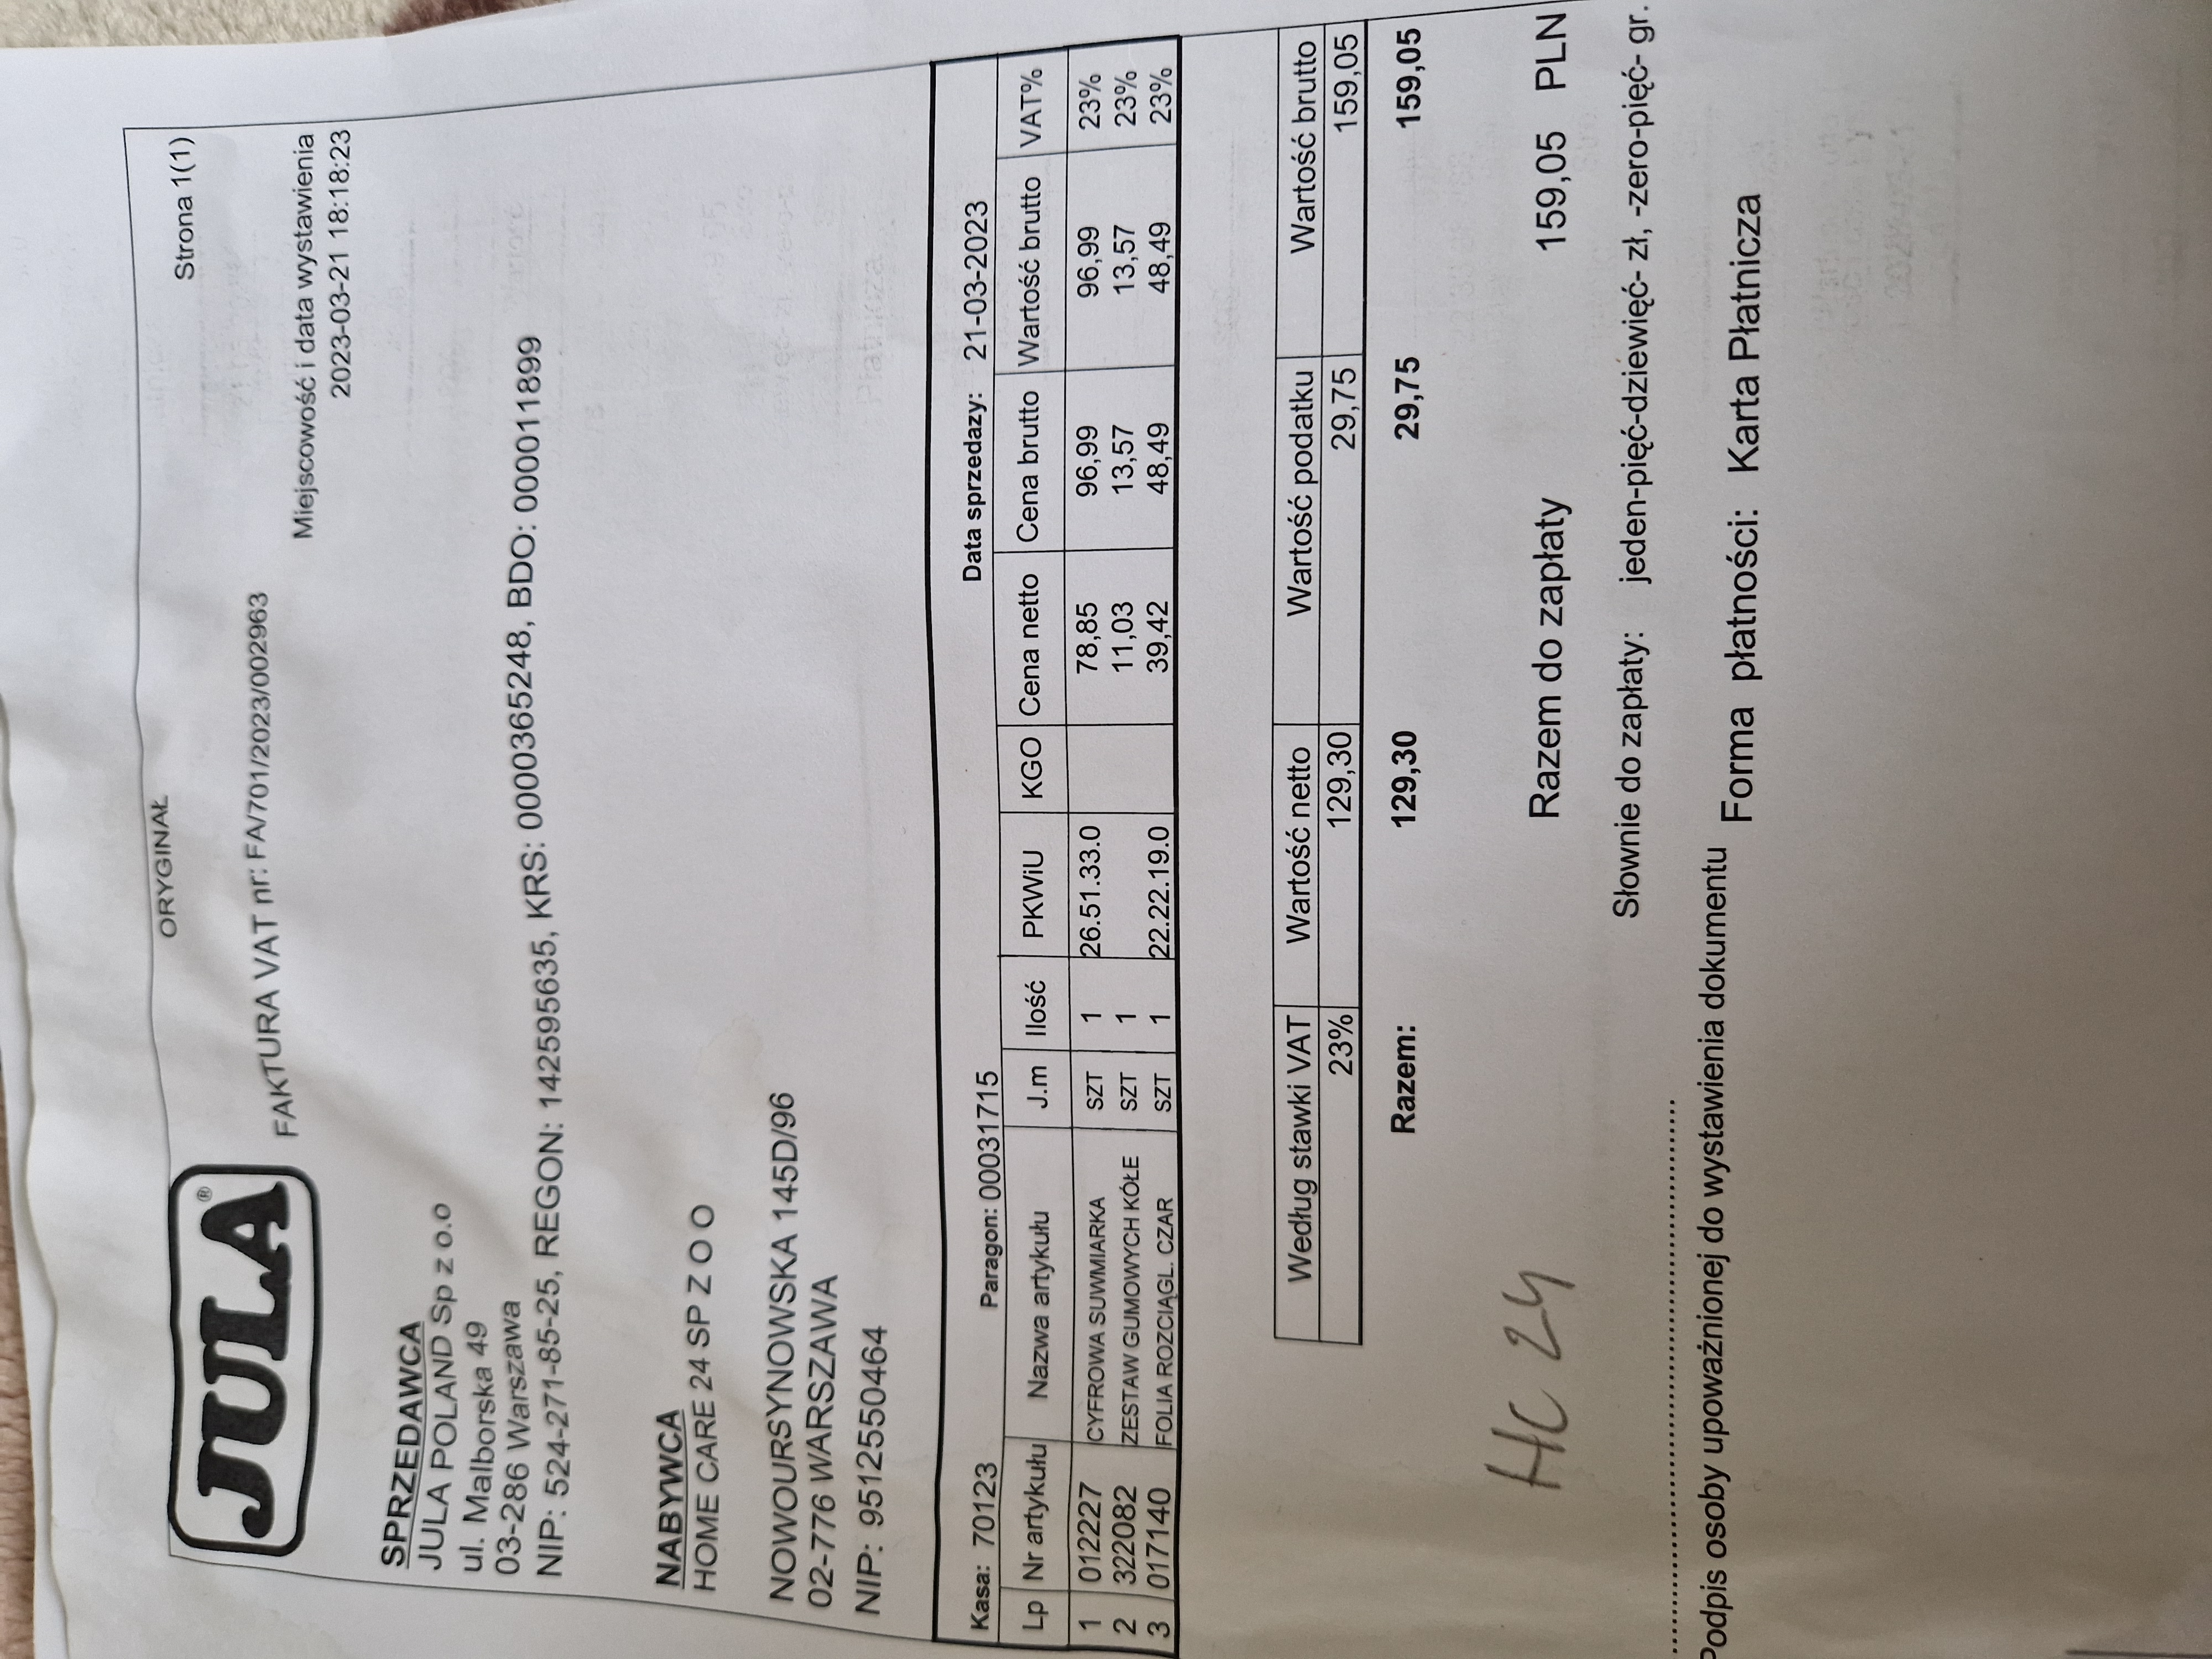 ORYGINAŁ
Strona 1(1)
JULA®
FAKTURA VAT nr: FA/701/2023/002963
Miejscowość i data wystawienia
2023-03-21 18:18:23
SPRZEDAWCA
JULA POLAND Sp z o.o
ul. Malborska 49
03-286 Warszawa
NIP: 524-271-85-25, REGON: 142595635, KRS: 0000365248, BDO: 000011899
NABYWCA
HOME CARE 24 SP Z O O
NOWOURSYNOWSKA 145D/96
02-776 WARSZAWA
NIP: 9512550464
Kasa: 70123 Paragon: 00031715 Data sprzedazy: 21-03-2023
Lp Nr artykułu Nazwa artykułu J.m Ilość PKWiU KGO Cena netto Cena brutto Wartość brutto VAT%
1 012227 CYFROWA SUWMIARKA SZT 1 26.51.33.0 78,85 96,99 96,99 23%
2 322082 ZESTAW GUMOWYCH KÓŁE SZT 1 11,03 13,57 13,57 23%
3 017140 FOLIA ROZCIĄGL. CZAR SZT 1 22.22.19.0 39,42 48,49 48,49 23%
Według stawki VAT Wartość netto Wartość podatku Wartość brutto
23% 129,30 29,75 159,05
Razem: 129,30 29,75 159,05
HC 24
Razem do zapłaty 159,05 PLN
Słownie do zapłaty: jeden-pięć-dziewięć- zł, -zero-pięć- gr.
Podpis osoby upoważnionej do wystawienia dokumentu
Forma płatności: Karta Płatnicza